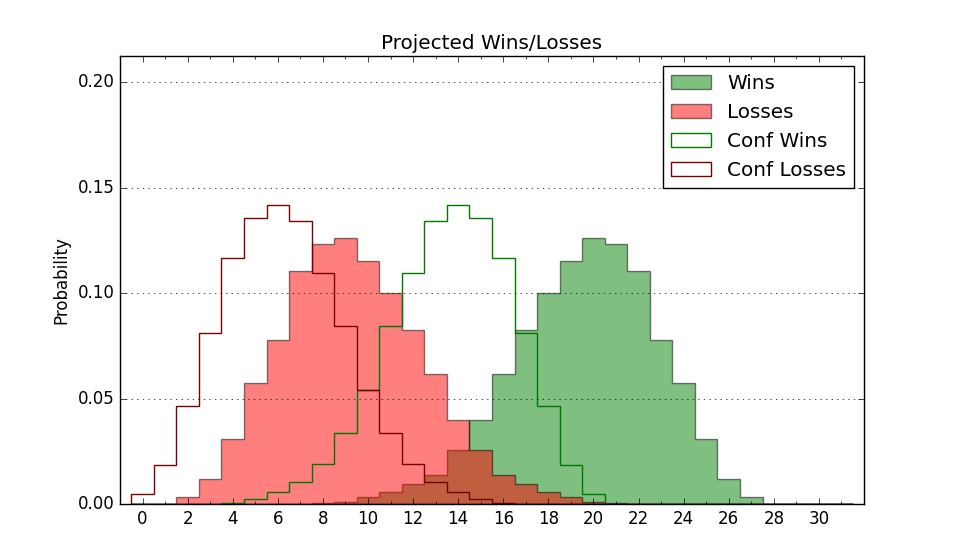 Projected Wins/Losses
Wins
Losses
Conf Wins
Conf Losses
Probability
0.20
0.15
0.10
0.05
0.00
0 2 4 6 8 10 12 14 16 18 20 22 24 26 28 30